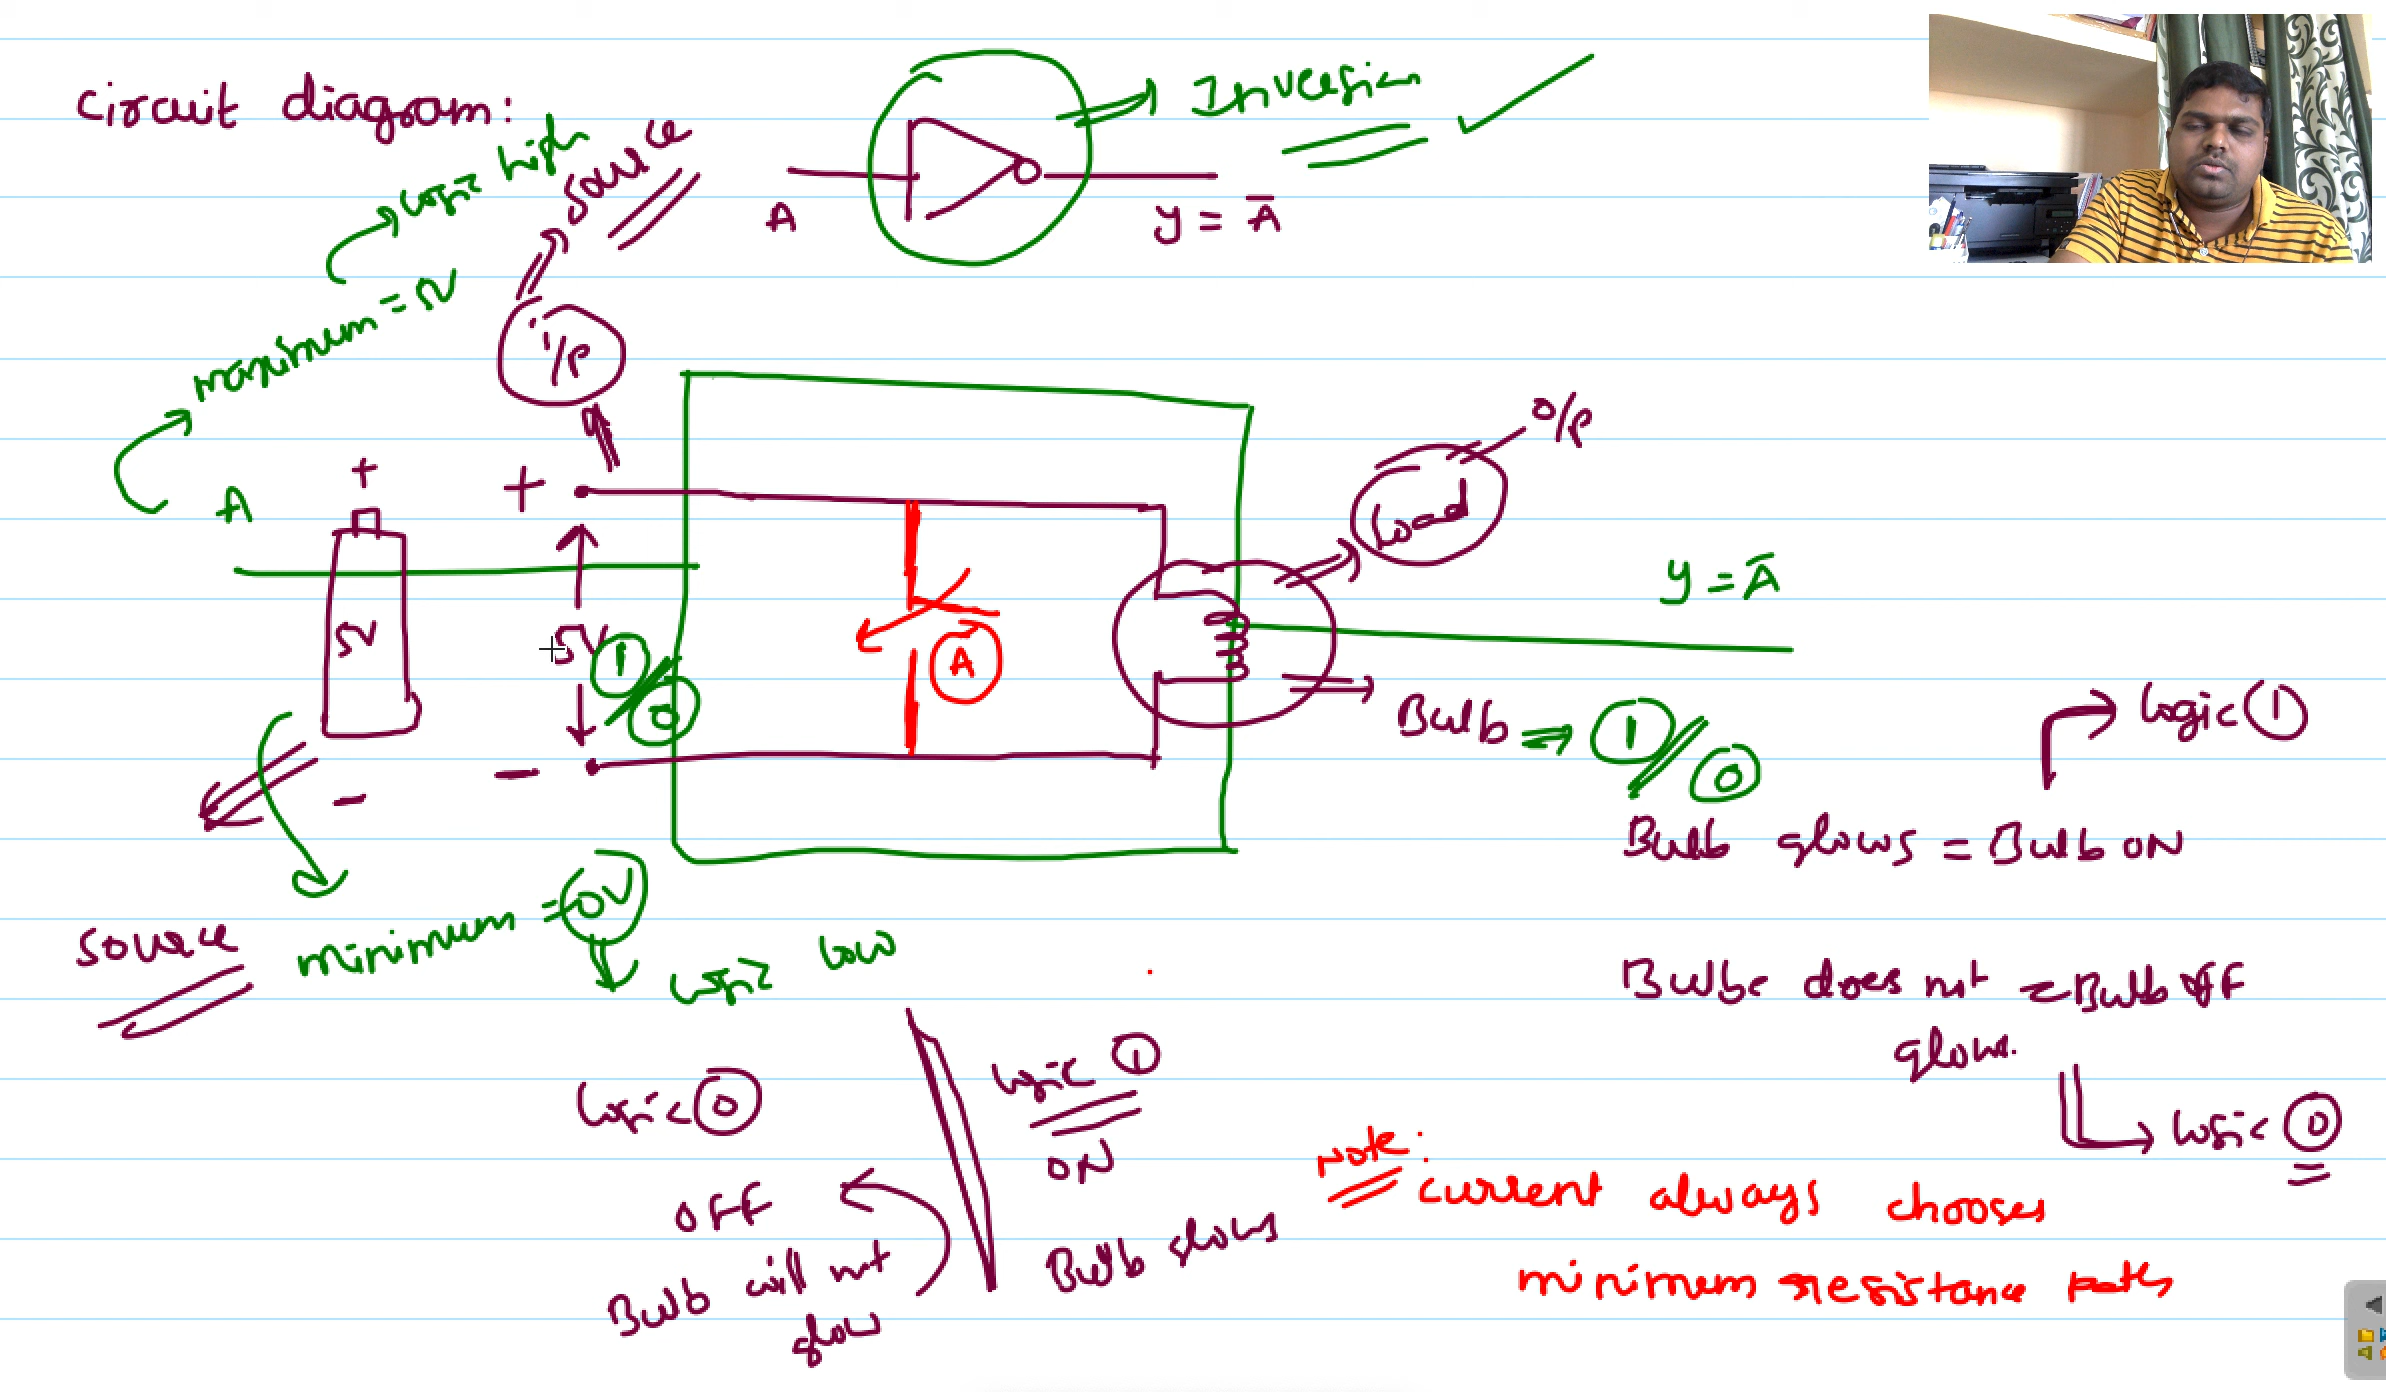 circuit diagram:
Inversion
logic high
source
A
y = Ā
maximum = 5V
i/p
O/P
Load
+
+
A
5V
5V
1
0
A
y = Ā
Bulb ⇒ 1 / 0
logic 1
-
-
Bulb glows = Bulb ON
source
minimum = 0V
logic low
Bulbe does not = Bulb off
glow.
logic 0
logic 0
logic 1
OFF
ON
Bulb will not
glow
Bulb glows
Note:
current always chooses
minimum resistance path